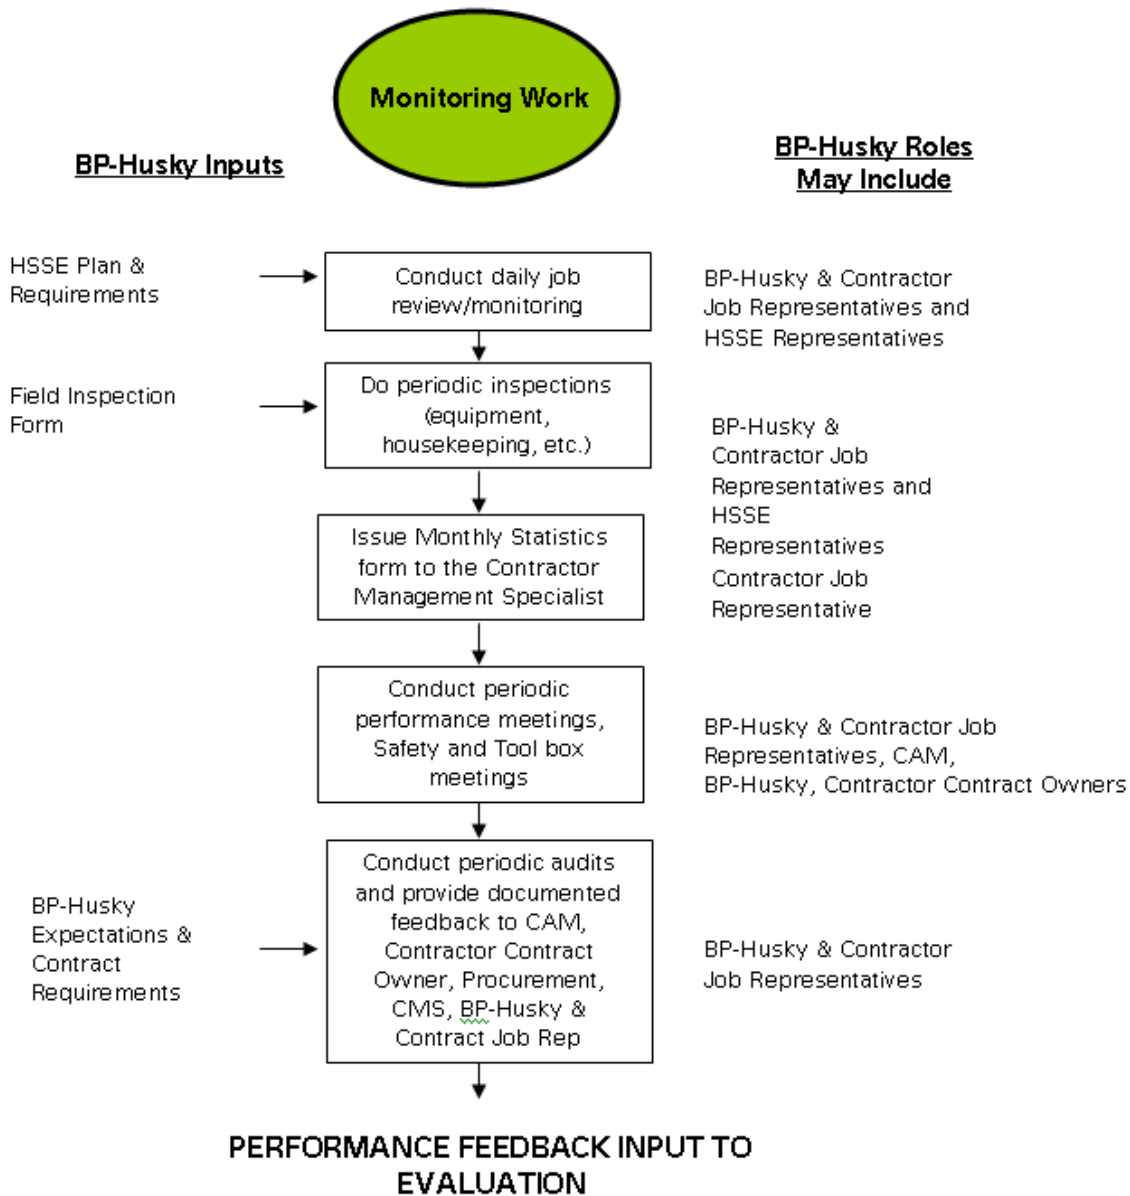 Monitoring Work
BP-Husky Inputs
BP-Husky Roles
May Include
HSSE Plan &
Requirements
Conduct daily job
review/monitoring
BP-Husky & Contractor
Job Representatives and
HSSE Representatives
Field Inspection
Form
Do periodic inspections
(equipment,
housekeeping, etc.)
BP-Husky &
Contractor Job
Representatives and
HSSE
Representatives
Issue Monthly Statistics
form to the Contractor
Management Specialist
Contractor Job
Representative
Conduct periodic
performance meetings,
Safety and Tool box
meetings
BP-Husky & Contractor Job
Representatives, CAM,
BP-Husky, Contractor Contract Owners
BP-Husky
Expectations &
Contract
Requirements
Conduct periodic audits
and provide documented
feedback to CAM,
Contractor Contract
Owner, Procurement,
CMS, BP-Husky &
Contract Job Rep
BP-Husky & Contractor
Job Representatives
PERFORMANCE FEEDBACK INPUT TO
EVALUATION